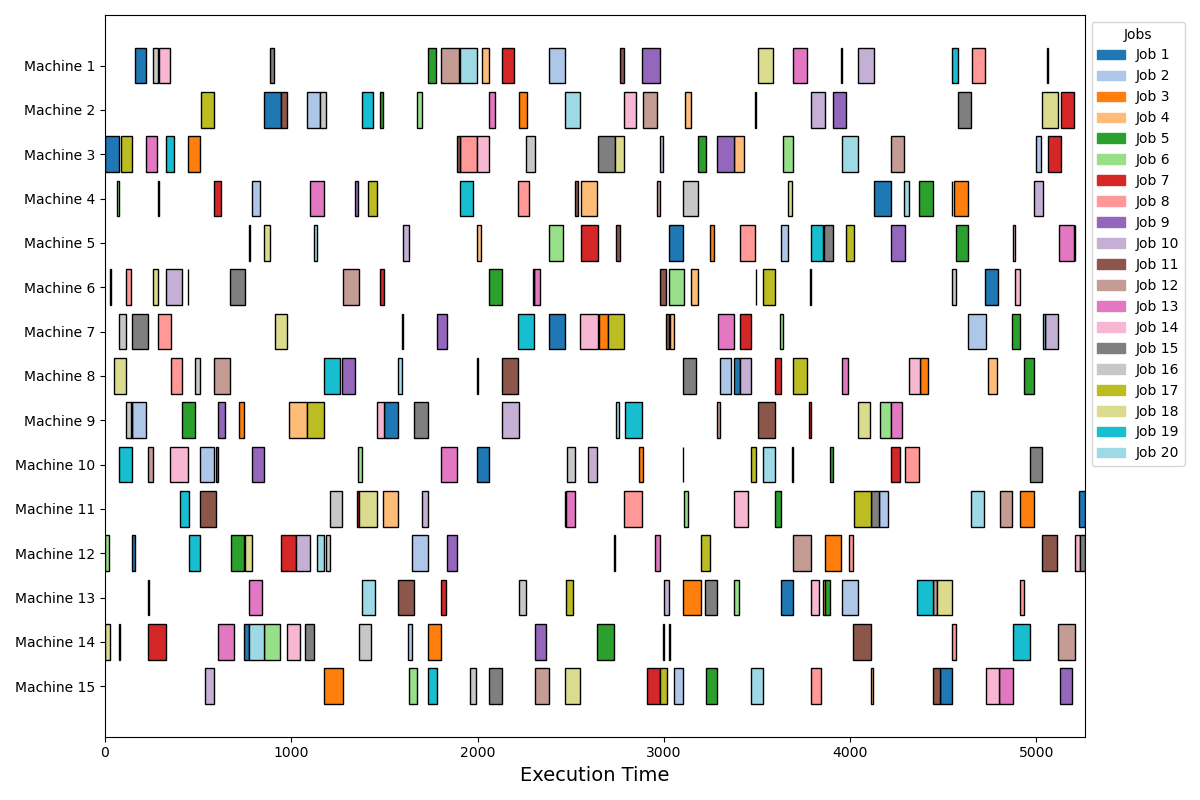 Machine 1
Machine 2
Machine 3
Machine 4
Machine 5
Machine 6
Machine 7
Machine 8
Machine 9
Machine 10
Machine 11
Machine 12
Machine 13
Machine 14
Machine 15
0 1000 2000 3000 4000 5000
Execution Time
Jobs
Job 1
Job 2
Job 3
Job 4
Job 5
Job 6
Job 7
Job 8
Job 9
Job 10
Job 11
Job 12
Job 13
Job 14
Job 15
Job 16
Job 17
Job 18
Job 19
Job 20